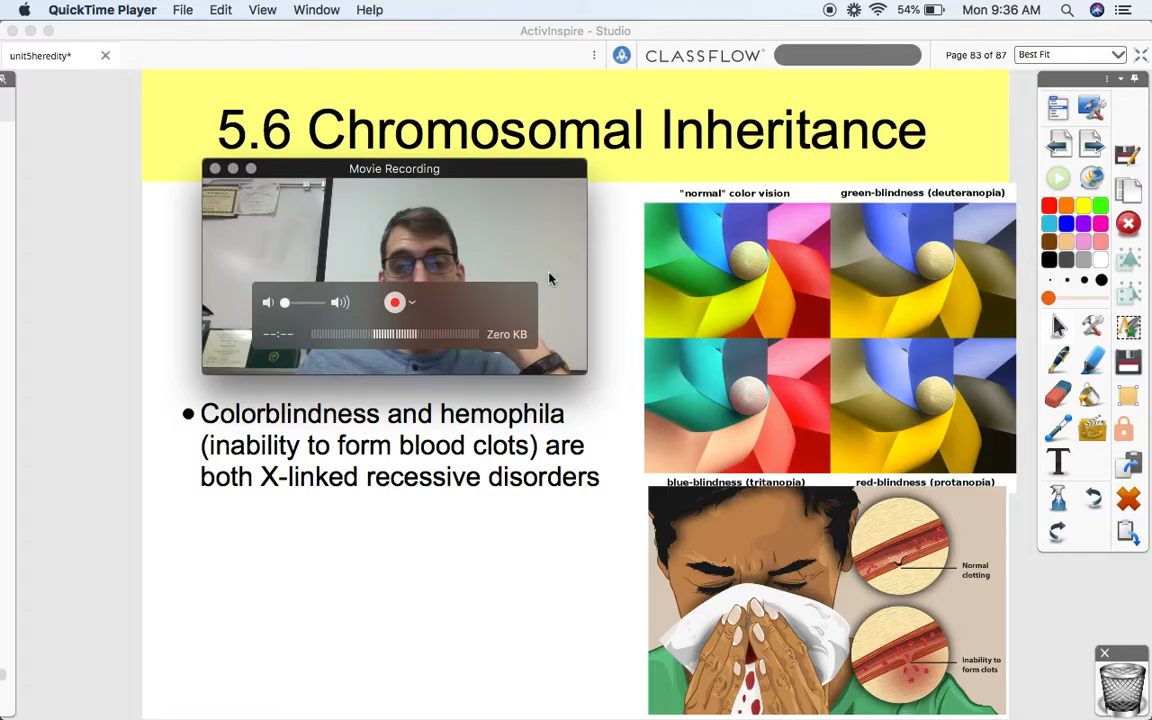 QuickTime Player File Edit View Window Help 54% Mon 9:36 AM
ActivInspire - Studio
unit5heredity* CLASSFLOW Page 83 of 87 Best Fit
5.6 Chromosomal Inheritance
Movie Recording
--:-- Zero KB
"normal" color vision green-blindness (deuteranopia)
• Colorblindness and hemophila
(inability to form blood clots) are
both X-linked recessive disorders
blue-blindness (tritanopia) red-blindness (protanopia)
Normal
clotting
Inability to
form clots
T